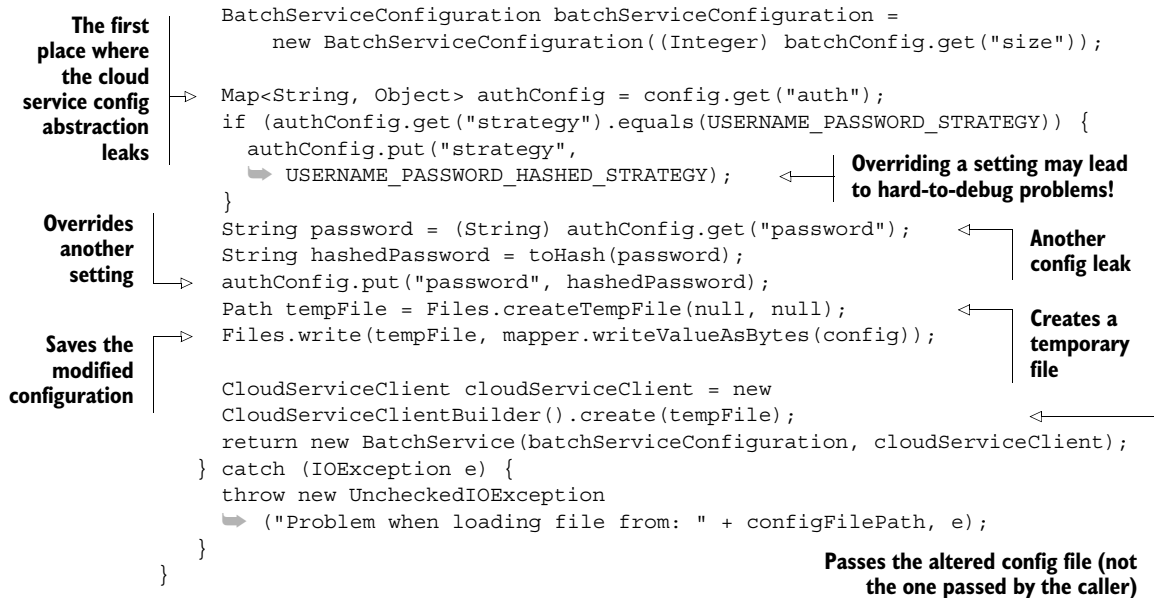 BatchServiceConfiguration batchServiceConfiguration =
new BatchServiceConfiguration((Integer) batchConfig.get("size"));
The first
place where
the cloud
service config
abstraction
leaks
Map<String, Object> authConfig = config.get("auth");
if (authConfig.get("strategy").equals(USERNAME_PASSWORD_STRATEGY)) {
authConfig.put("strategy",
➥ USERNAME_PASSWORD_HASHED_STRATEGY);
Overriding a setting may lead
to hard-to-debug problems!
}
Overrides
another
setting
String password = (String) authConfig.get("password");
Another
config leak
String hashedPassword = toHash(password);
authConfig.put("password", hashedPassword);
Path tempFile = Files.createTempFile(null, null);
Creates a
temporary
file
Saves the
modified
configuration
Files.write(tempFile, mapper.writeValueAsBytes(config));
CloudServiceClient cloudServiceClient = new
CloudServiceClientBuilder().create(tempFile);
return new BatchService(batchServiceConfiguration, cloudServiceClient);
} catch (IOException e) {
throw new UncheckedIOException
➥ ("Problem when loading file from: " + configFilePath, e);
}
}
Passes the altered config file (not
the one passed by the caller)